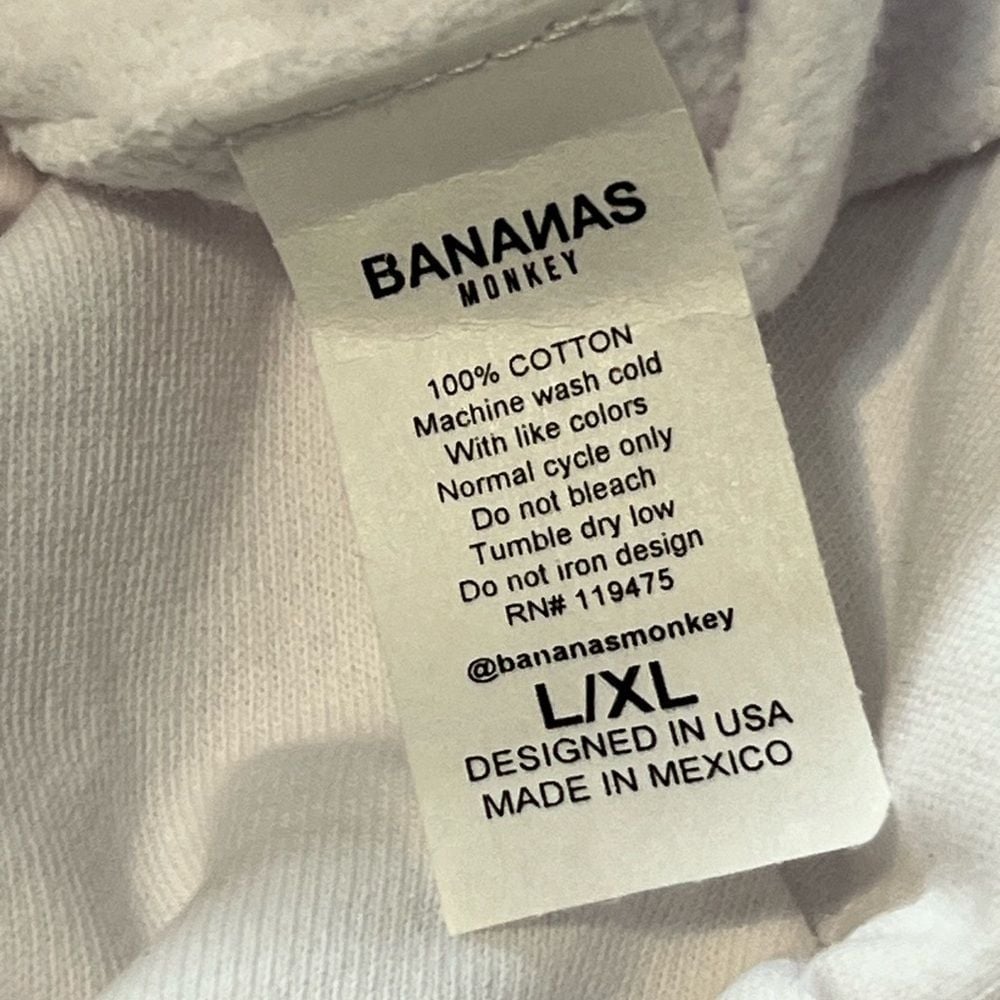 BANAИAS
MONKEY
100% COTTON
Machine wash cold
With like colors
Normal cycle only
Do not bleach
Tumble dry low
Do not iron design
RN# 119475
@bananasmonkey
L/XL
DESIGNED IN USA
MADE IN MEXICO